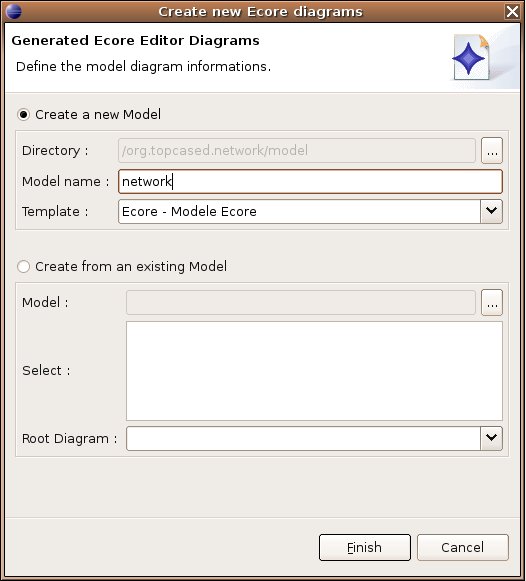 Create new Ecore diagrams
Generated Ecore Editor Diagrams
Define the model diagram informations.
Create a new Model
Directory : /org.topcased.network/model ...
Model name : network
Template : Ecore - Modele Ecore
Create from an existing Model
Model : ...
Select :
Root Diagram :
Finish Cancel